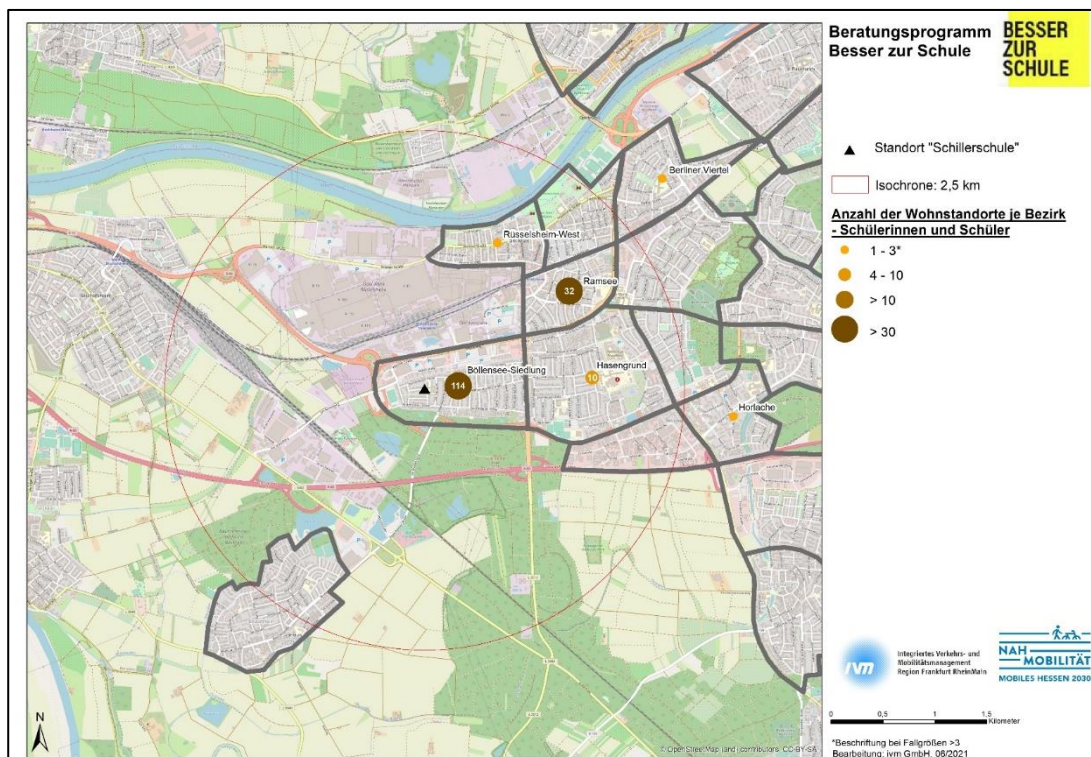 Beratungsprogramm
Besser zur Schule
BESSER
ZUR
SCHULE
Standort "Schillerschule"
Isochrone: 2,5 km
Anzahl der Wohnstandorte je Bezirk
- Schülerinnen und Schüler
1 - 3*
4 - 10
> 10
> 30
Berliner Viertel
Rüsselsheim-West
Ramsee
32
Böllensee-Siedlung
114
Hasengrund
10
Horlache
N
© OpenStreetMap (and) contributors, CC-BY-SA
ivm
Integriertes Verkehrs- und
Mobilitätsmanagement
Region Frankfurt RheinMain
NAH
MOBILITÄT
MOBILES HESSEN 2030
0 0,5 1 1,5
Kilometer
*Beschriftung bei Fallgrößen >3
Bearbeitung: ivm GmbH, 06/2021